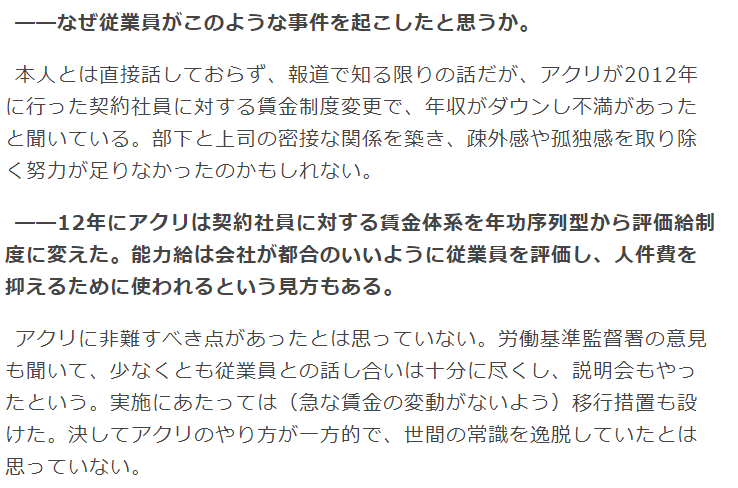 ――なぜ従業員がこのような事件を起こしたと思うか。
本人とは直接話しておらず、報道で知る限りの話だが、アクリが2012年
に行った契約社員に対する賃金制度変更で、年収がダウンし不満があった
と聞いている。部下と上司の密接な関係を築き、疎外感や孤独感を取り除
く努力が足りなかったのかもしれない。
――12年にアクリは契約社員に対する賃金体系を年功序列型から評価給制
度に変えた。能力給は会社が都合のいいように従業員を評価し、人件費を
抑えるために使われるという見方もある。
アクリに非難すべき点があったとは思っていない。労働基準監督署の意見
も聞いて、少なくとも従業員との話し合いは十分に尽くし、説明会もやっ
たという。実施にあたっては（急な賃金の変動がないよう）移行措置も設
けた。決してアクリのやり方が一方的で、世間の常識を逸脱していたとは
思っていない。